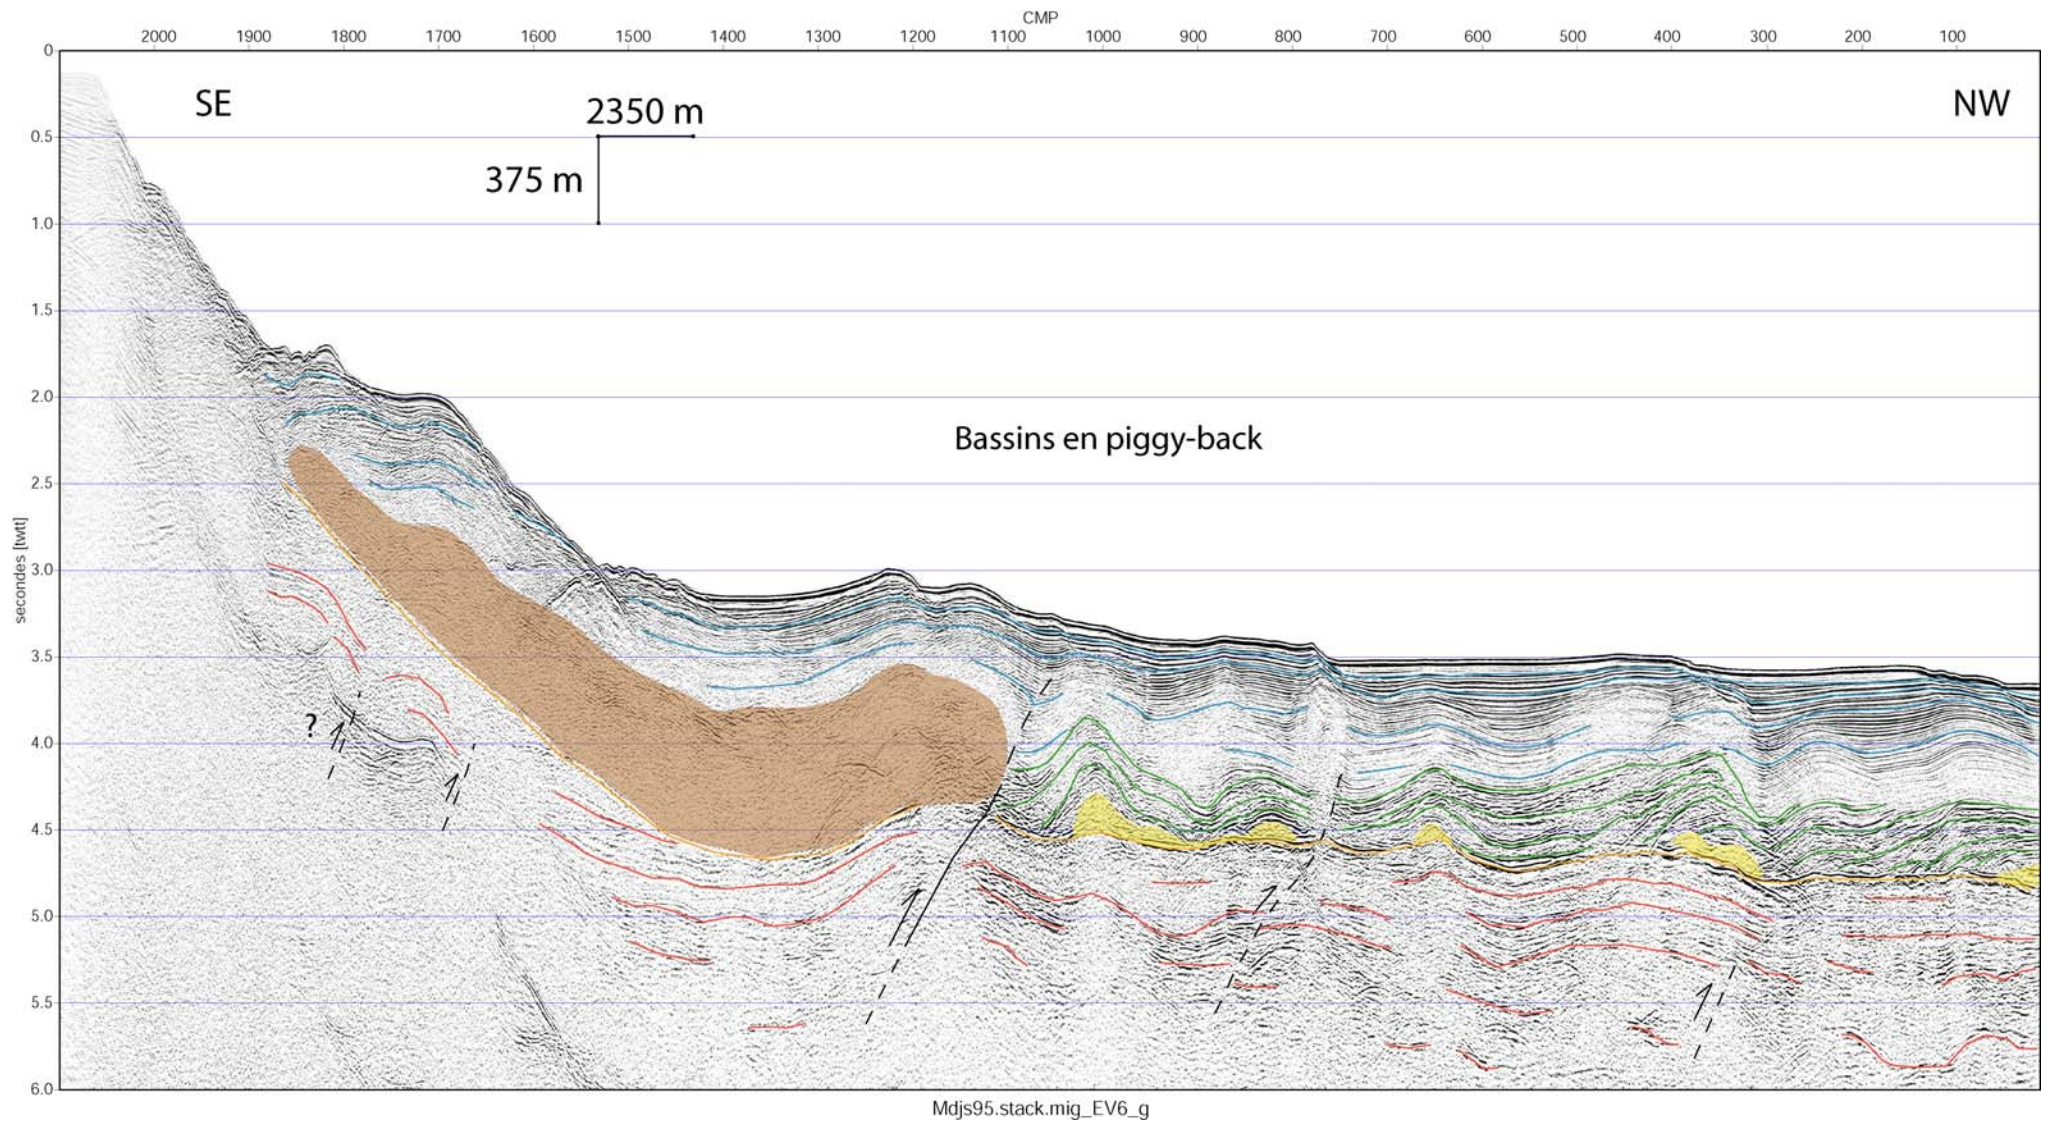 CMP
2000 1900 1800 1700 1600 1500 1400 1300 1200 1100 1000 900 800 700 600 500 400 300 200 100
0
SE
NW
2350 m
0.5
375 m
1.0
1.5
2.0
Bassins en piggy-back
2.5
secondes [twtt]
3.0
3.5
?
4.0
4.5
5.0
5.5
6.0
Mdjs95.stack.mig_EV6_g